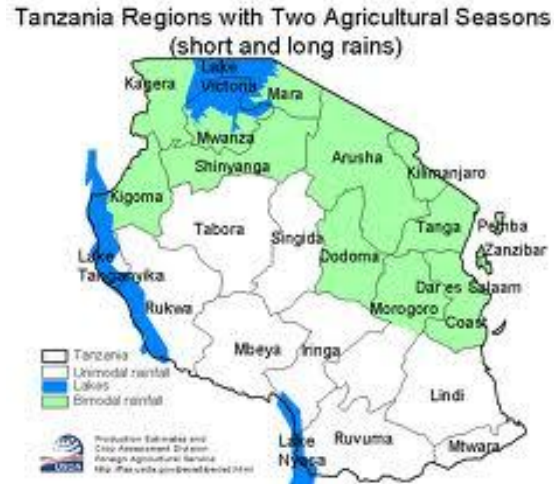 Tanzania Regions with Two Agricultural Seasons
(short and long rains)
Lake
Victoria
Kagera
Mara
Mwanza
Shinyanga
Arusha
Kilimanjaro
Kigoma
Tabora
Singida
Tanga
Pemba
Zanzibar
Dodoma
Lake
Tanganyika
Dar es Salaam
Rukwa
Morogoro
Coast
Mbeya
Iringa
Lindi
Lake
Nyasa
Ruvuma
Mtwara
Tanzania
Unimodal rainfall
Lakes
Bimodal rainfall
USDA
Production Estimates and
Crop Assessment Division
Foreign Agricultural Service